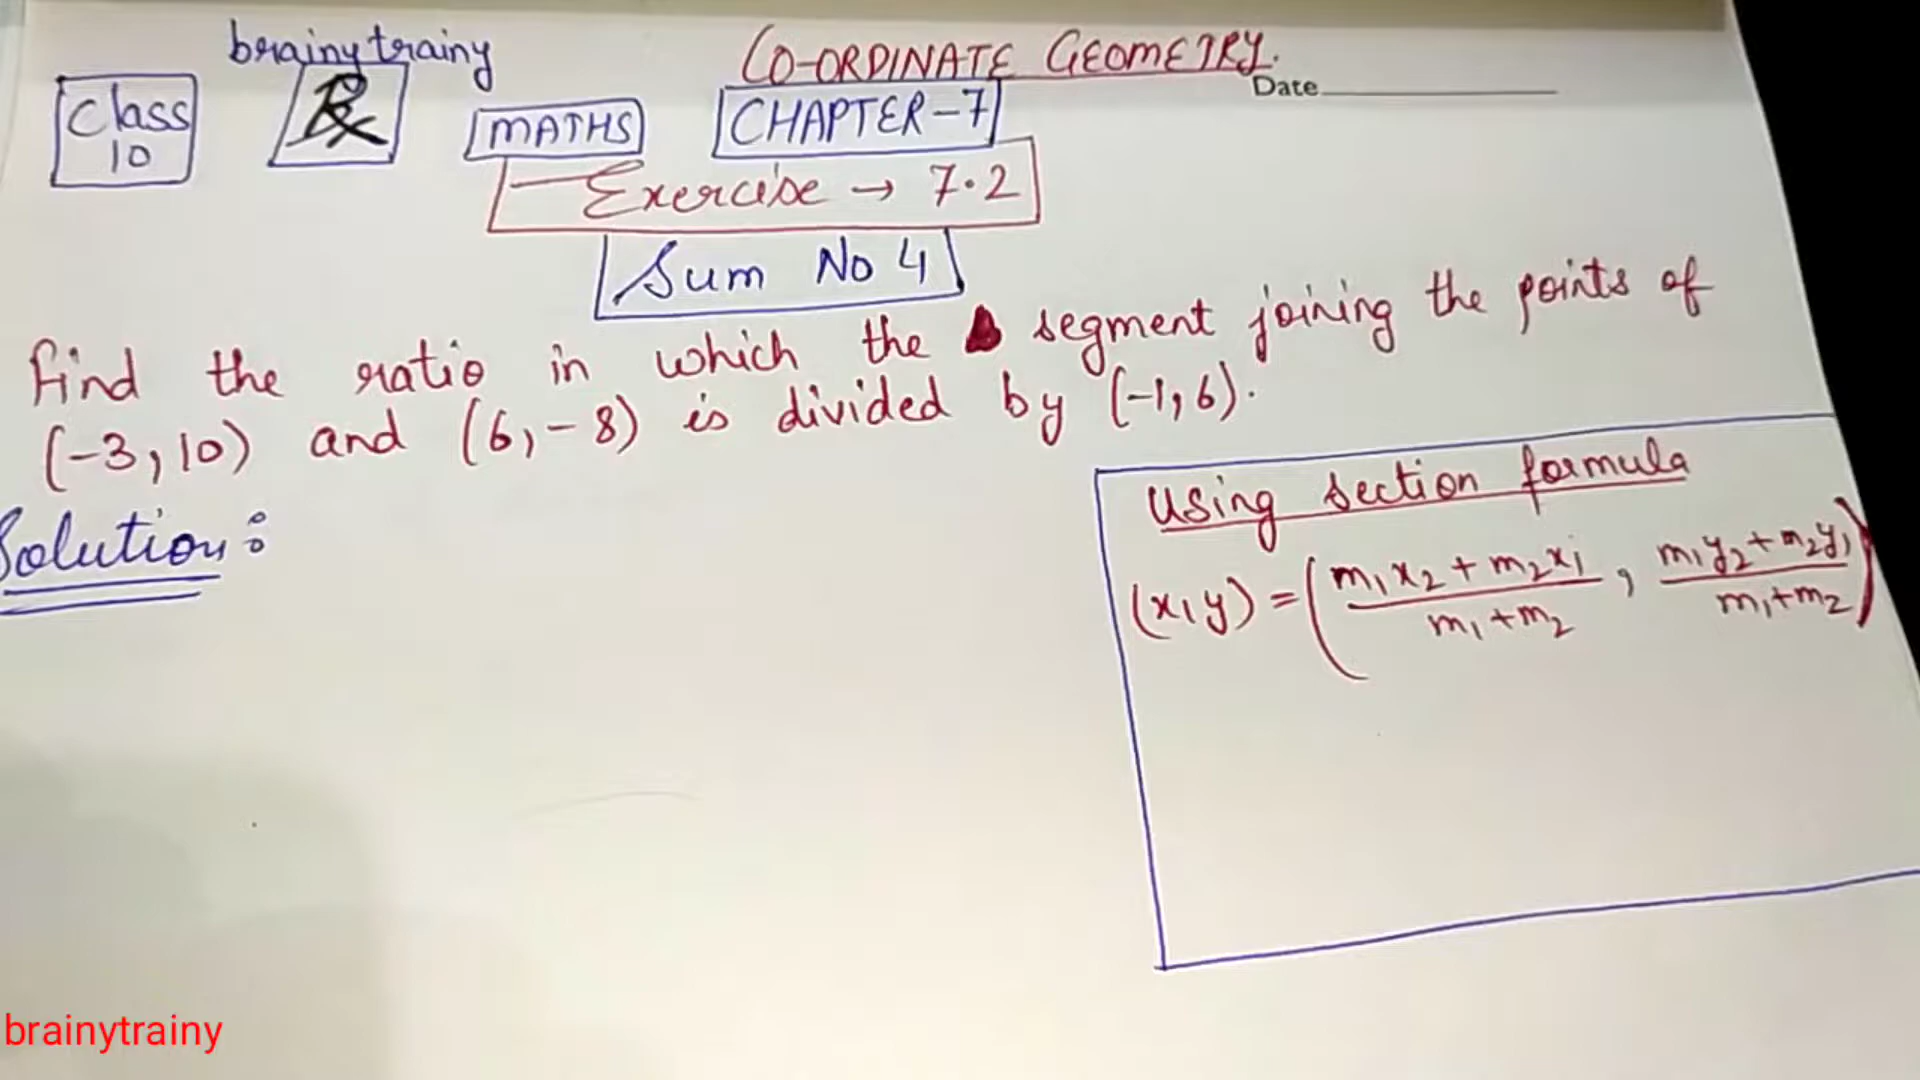 brainy trainy
CO-ORDINATE GEOMETRY.
Date
Class 10
MATHS
CHAPTER-7
Exercise → 7.2
Sum No 4
Find the ratio in which the segment joining the points of
(-3,10) and (6,-8) is divided by (-1,6).
Solution:
Using section formula
(x,y) = (m₁x₂+m₂x₁/m₁+m₂, m₁y₂+m₂y₁/m₁+m₂)
brainytrainy